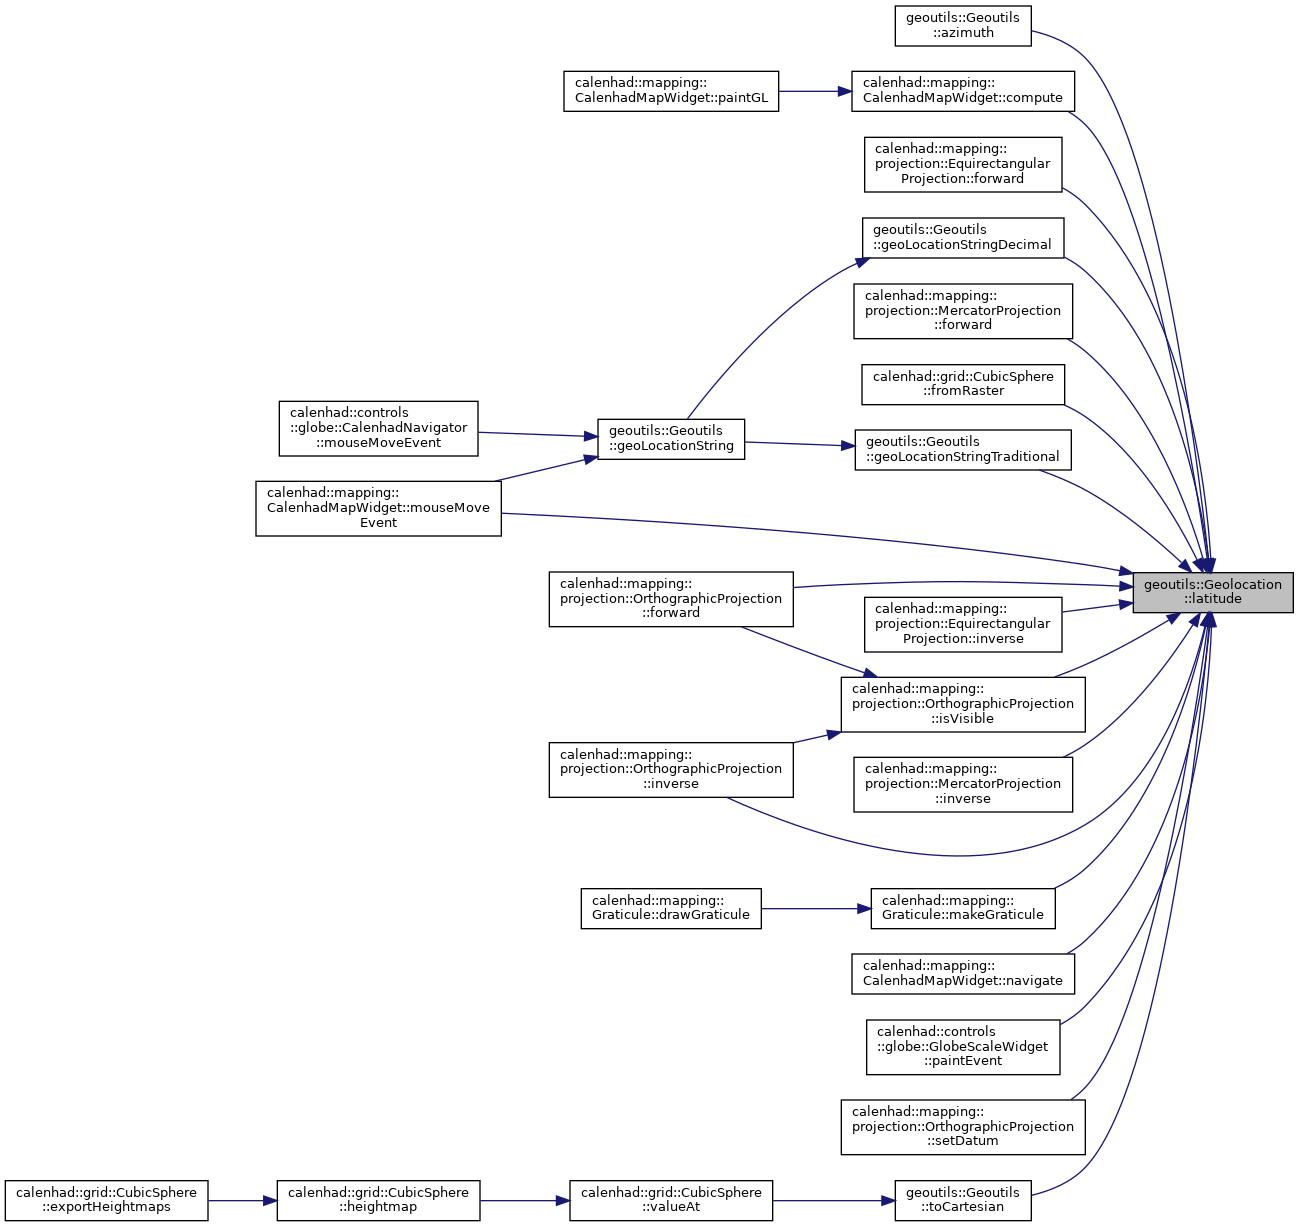 geoutils::Geoutils
::azimuth
calenhad::mapping::
CalenhadMapWidget::paintGL
calenhad::mapping::
CalenhadMapWidget::compute
calenhad::mapping::
projection::Equirectangular
Projection::forward
geoutils::Geoutils
::geoLocationStringDecimal
calenhad::mapping::
projection::MercatorProjection
::forward
calenhad::grid::CubicSphere
::fromRaster
calenhad::controls
::globe::CalenhadNavigator
::mouseMoveEvent
geoutils::Geoutils
::geoLocationString
geoutils::Geoutils
::geoLocationStringTraditional
calenhad::mapping::
CalenhadMapWidget::mouseMove
Event
geoutils::Geolocation
::latitude
calenhad::mapping::
projection::OrthographicProjection
::forward
calenhad::mapping::
projection::Equirectangular
Projection::inverse
calenhad::mapping::
projection::OrthographicProjection
::isVisible
calenhad::mapping::
projection::OrthographicProjection
::inverse
calenhad::mapping::
projection::MercatorProjection
::inverse
calenhad::mapping::
Graticule::drawGraticule
calenhad::mapping::
Graticule::makeGraticule
calenhad::mapping::
CalenhadMapWidget::navigate
calenhad::controls
::globe::GlobeScaleWidget
::paintEvent
calenhad::mapping::
projection::OrthographicProjection
::setDatum
calenhad::grid::CubicSphere
::exportHeightmaps
calenhad::grid::CubicSphere
::heightmap
calenhad::grid::CubicSphere
::valueAt
geoutils::Geoutils
::toCartesian